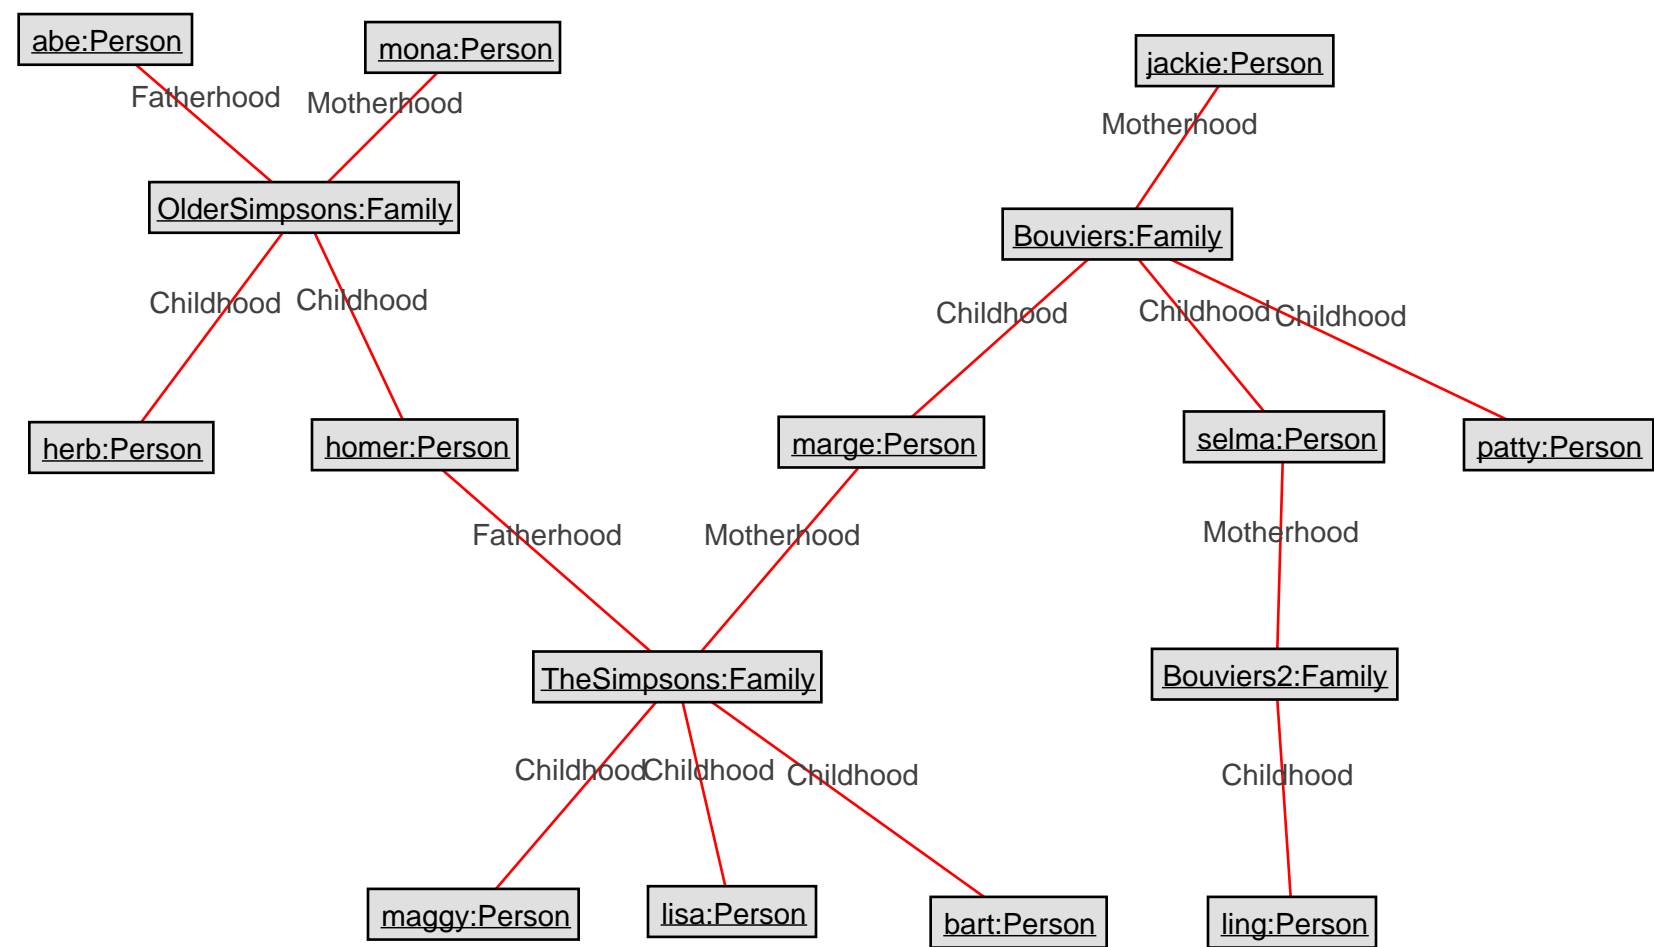 abe:Person
mona:Person
jackie:Person
Fatherhood
Motherhood
Motherhood
OlderSimpsons:Family
Bouviers:Family
Childhood
Childhood
Childhood
Childhood
Childhood
herb:Person
homer:Person
marge:Person
selma:Person
patty:Person
Fatherhood
Motherhood
Motherhood
TheSimpsons:Family
Bouviers2:Family
Childhood
Childhood
Childhood
Childhood
maggy:Person
lisa:Person
bart:Person
ling:Person